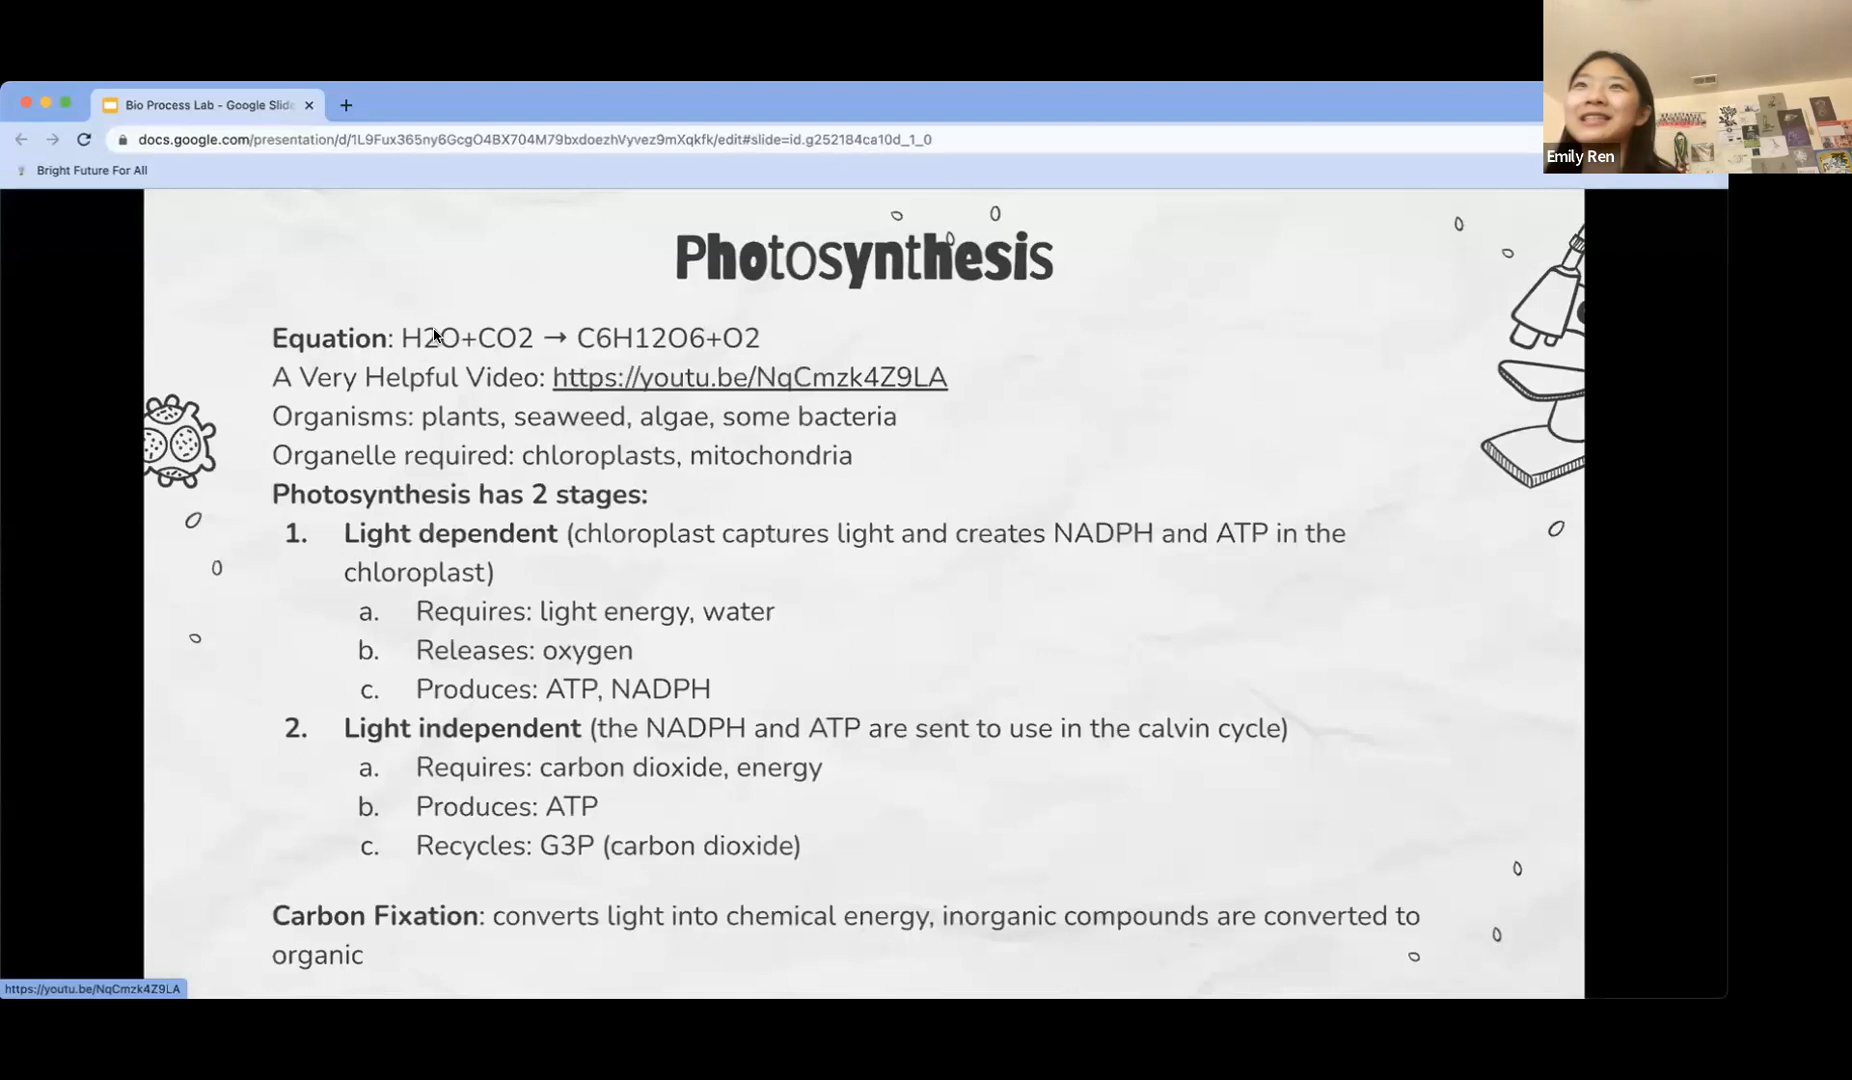 Bio Process Lab - Google Slide
docs.google.com/presentation/d/1L9Fux365ny6GcgO4BX704M79bxdoezhVyvez9mXqkfk/edit#slide=id.g252184ca10d_1_0
Bright Future For All
Emily Ren
Photosynthesis
Equation: H2O+CO2 → C6H12O6+O2
A Very Helpful Video: https://youtu.be/NqCmzk4Z9LA
Organisms: plants, seaweed, algae, some bacteria
Organelle required: chloroplasts, mitochondria
Photosynthesis has 2 stages:
1. Light dependent (chloroplast captures light and creates NADPH and ATP in the
chloroplast)
a. Requires: light energy, water
b. Releases: oxygen
c. Produces: ATP, NADPH
2. Light independent (the NADPH and ATP are sent to use in the calvin cycle)
a. Requires: carbon dioxide, energy
b. Produces: ATP
c. Recycles: G3P (carbon dioxide)
Carbon Fixation: converts light into chemical energy, inorganic compounds are converted to
organic
https://youtu.be/NqCmzk4Z9LA